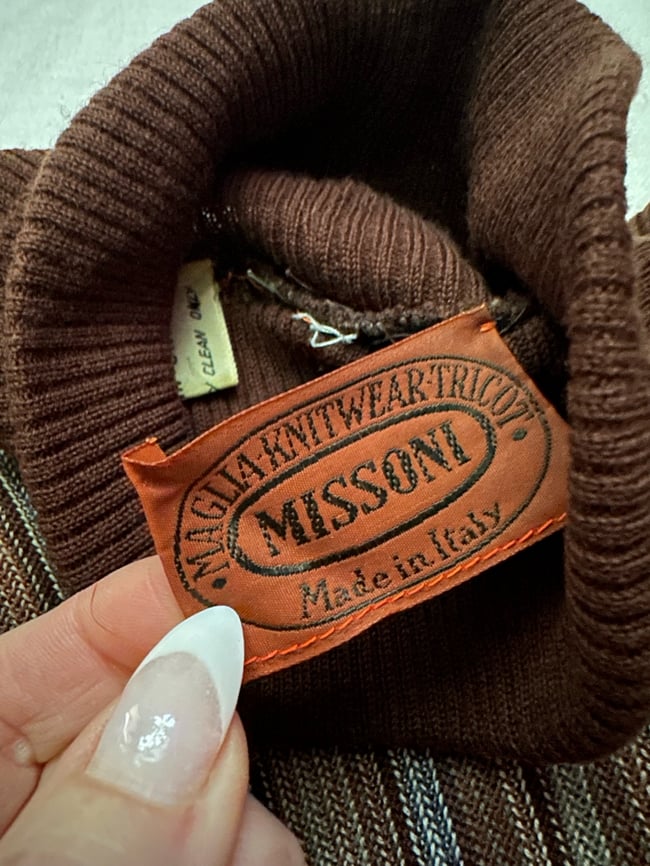 MAGLIA·KNITWEAR·TRICOT
MISSONI
Made in Italy
CLEAN ONLY